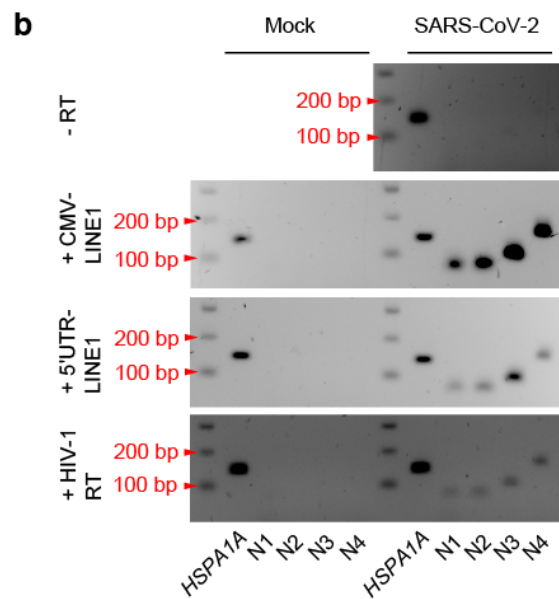 b
Mock SARS-CoV-2
- RT
200 bp
100 bp
+ CMV-
LINE1
200 bp
100 bp
+ 5'UTR-
LINE1
200 bp
100 bp
+ HIV-1
RT
200 bp
100 bp
HSPA1A N1 N2 N3 N4 HSPA1A N1 N2 N3 N4